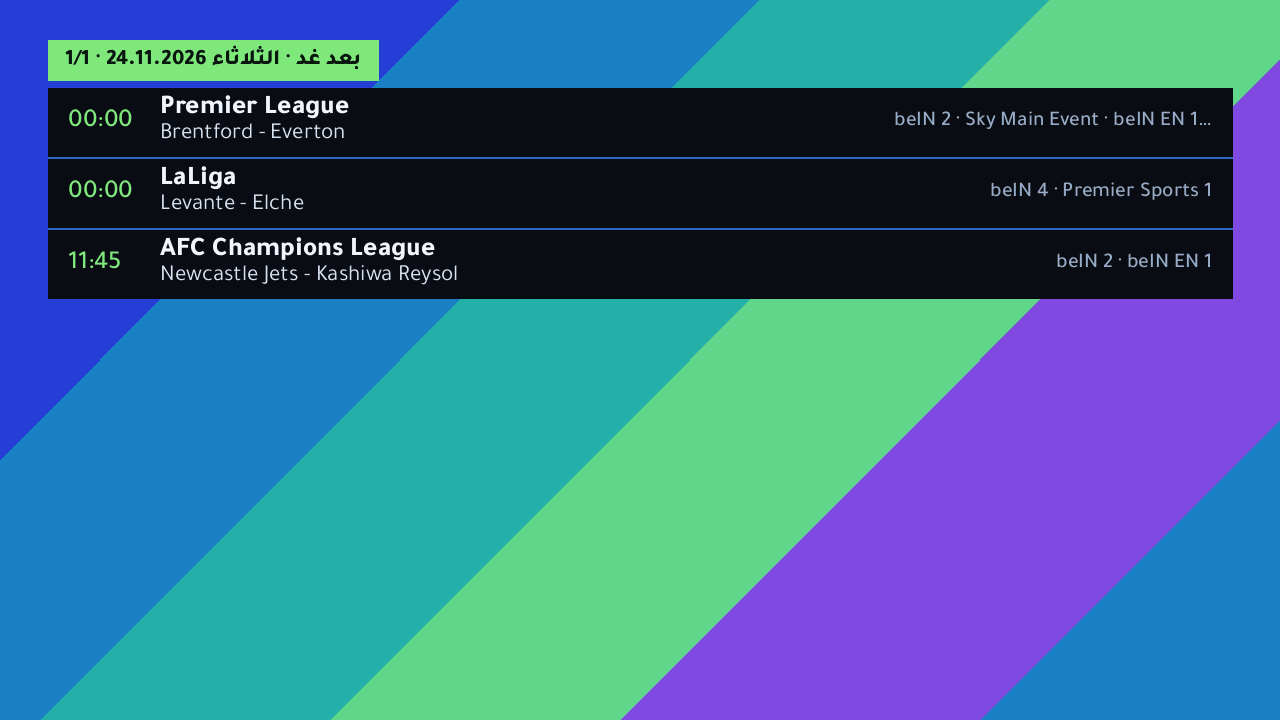 بعد غد · الثلاثاء 24.11.2026 · 1/1
00:00 Premier League beIN 2 · Sky Main Event · beIN EN 1...
Brentford - Everton
00:00 LaLiga beIN 4 · Premier Sports 1
Levante - Elche
11:45 AFC Champions League beIN 2 · beIN EN 1
Newcastle Jets - Kashiwa Reysol